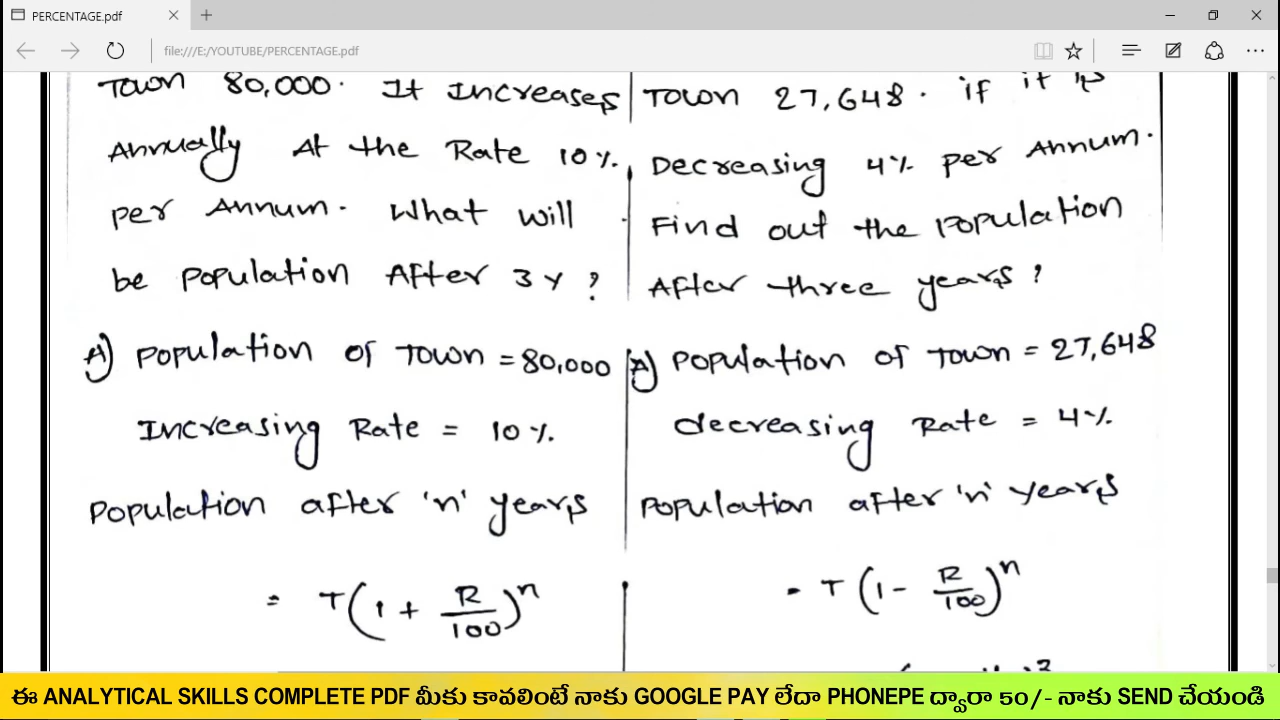 PERCENTAGE.pdf
file:///E:/YOUTUBE/PERCENTAGE.pdf
Town 80,000. It Increases
Annually At the Rate 10%.
per Annum. What will
be population After 3Y?
A) population of Town = 80,000
Increasing Rate = 10%.
population after 'n' years
= T(1 + R/100)^n
Town 27,648. if it is
Decreasing 4% per Annum.
Find out the population
After three years?
A) population of Town = 27,648
decreasing Rate = 4%.
population after 'n' years
= T(1 - R/100)^n
ఈ ANALYTICAL SKILLS COMPLETE PDF మీకు కావలింటే నాకు GOOGLE PAY లేదా PHONEPE ద్వారా 50/- నాకు SEND చేయండి